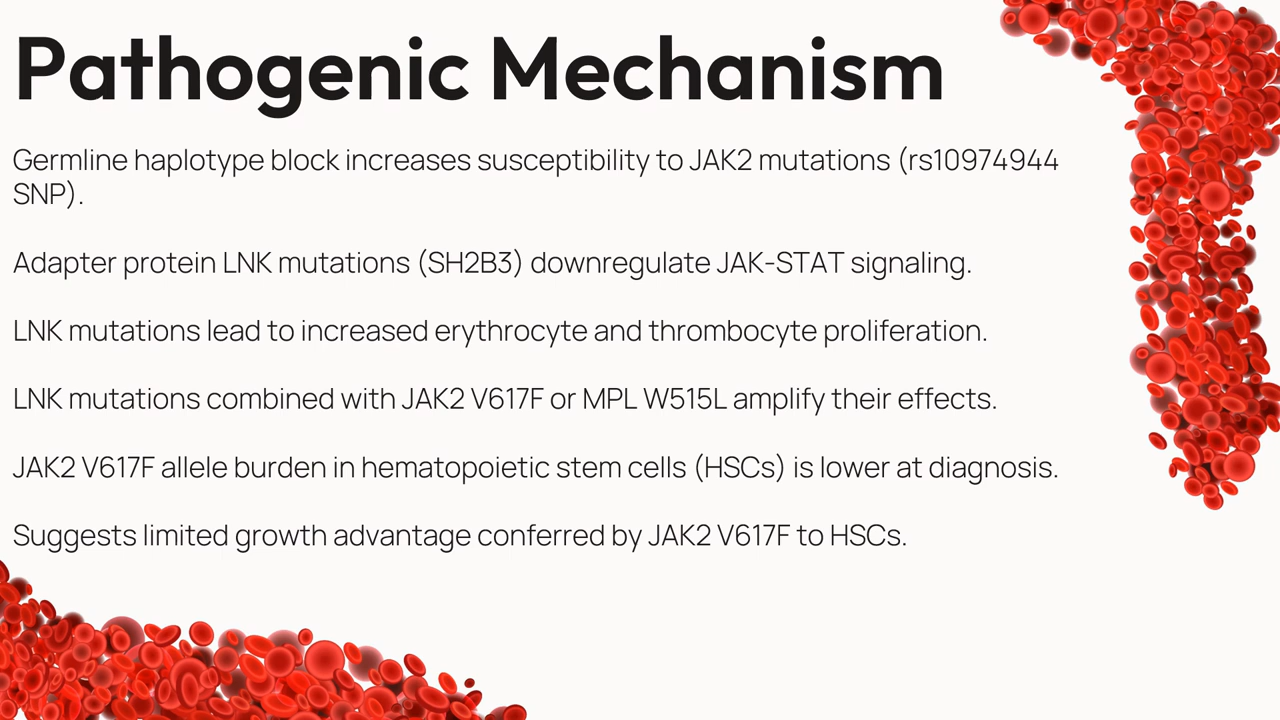 Pathogenic Mechanism
Germline haplotype block increases susceptibility to JAK2 mutations (rs10974944
SNP).
Adapter protein LNK mutations (SH2B3) downregulate JAK-STAT signaling.
LNK mutations lead to increased erythrocyte and thrombocyte proliferation.
LNK mutations combined with JAK2 V617F or MPL W515L amplify their effects.
JAK2 V617F allele burden in hematopoietic stem cells (HSCs) is lower at diagnosis.
Suggests limited growth advantage conferred by JAK2 V617F to HSCs.